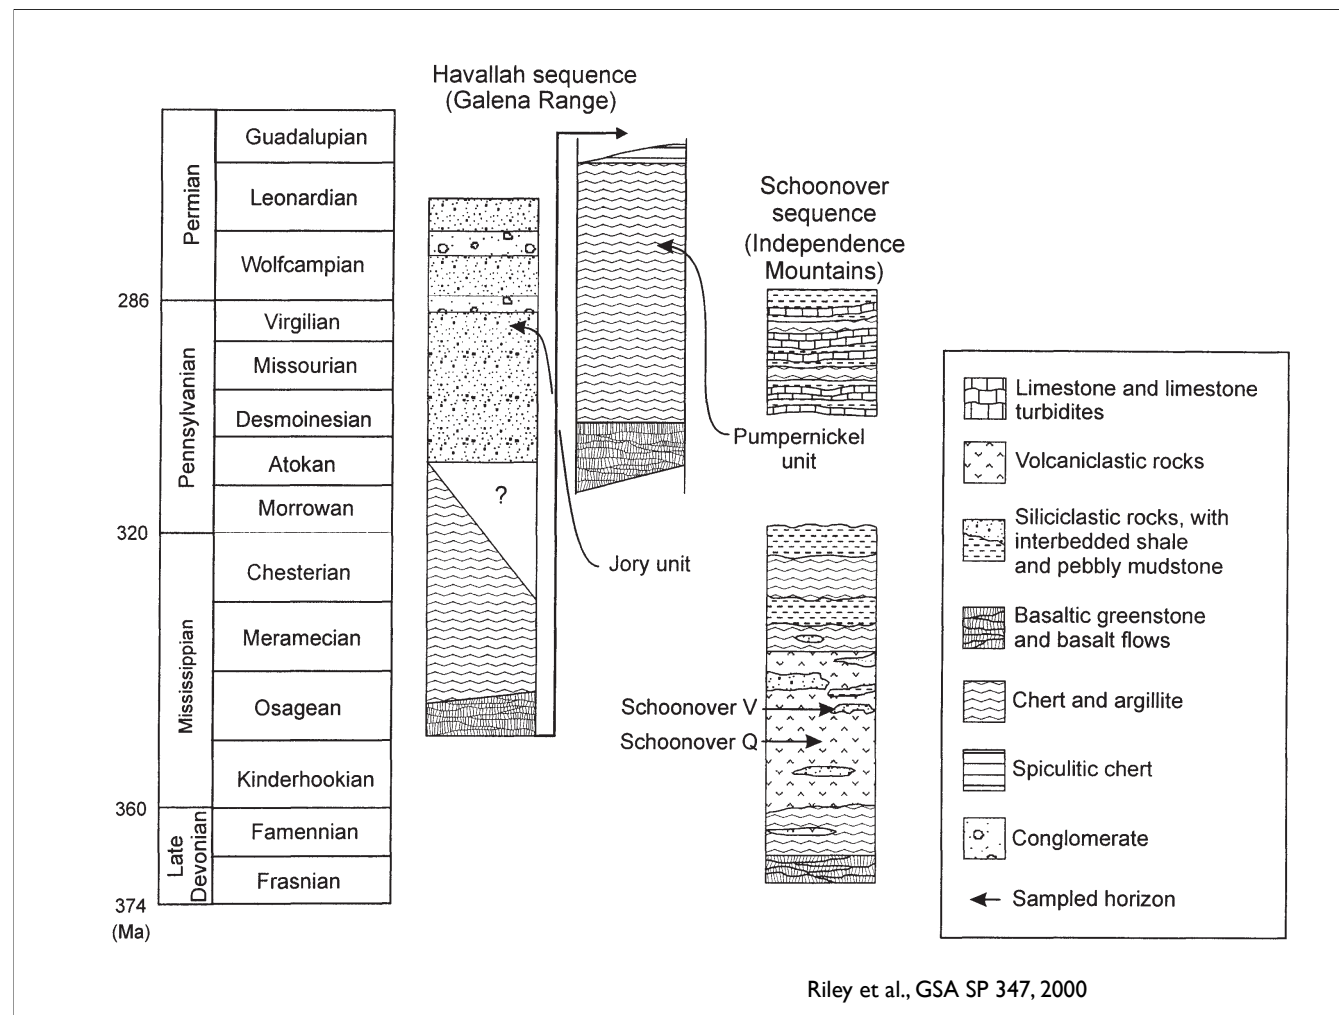 Havallah sequence
(Galena Range)
Permian
Guadalupian
Leonardian
Wolfcampian
286
Pennsylvanian
Virgilian
Missourian
Desmoinesian
Atokan
Morrowan
320
Mississippian
Chesterian
Meramecian
Osagean
Kinderhookian
360
Late
Devonian
Famennian
Frasnian
374
(Ma)
?
Jory unit
Pumpernickel
unit
Schoonover
sequence
(Independence
Mountains)
Schoonover V
Schoonover Q
Limestone and limestone
turbidites
Volcaniclastic rocks
Siliciclastic rocks, with
interbedded shale
and pebbly mudstone
Basaltic greenstone
and basalt flows
Chert and argillite
Spiculitic chert
Conglomerate
Sampled horizon
Riley et al., GSA SP 347, 2000